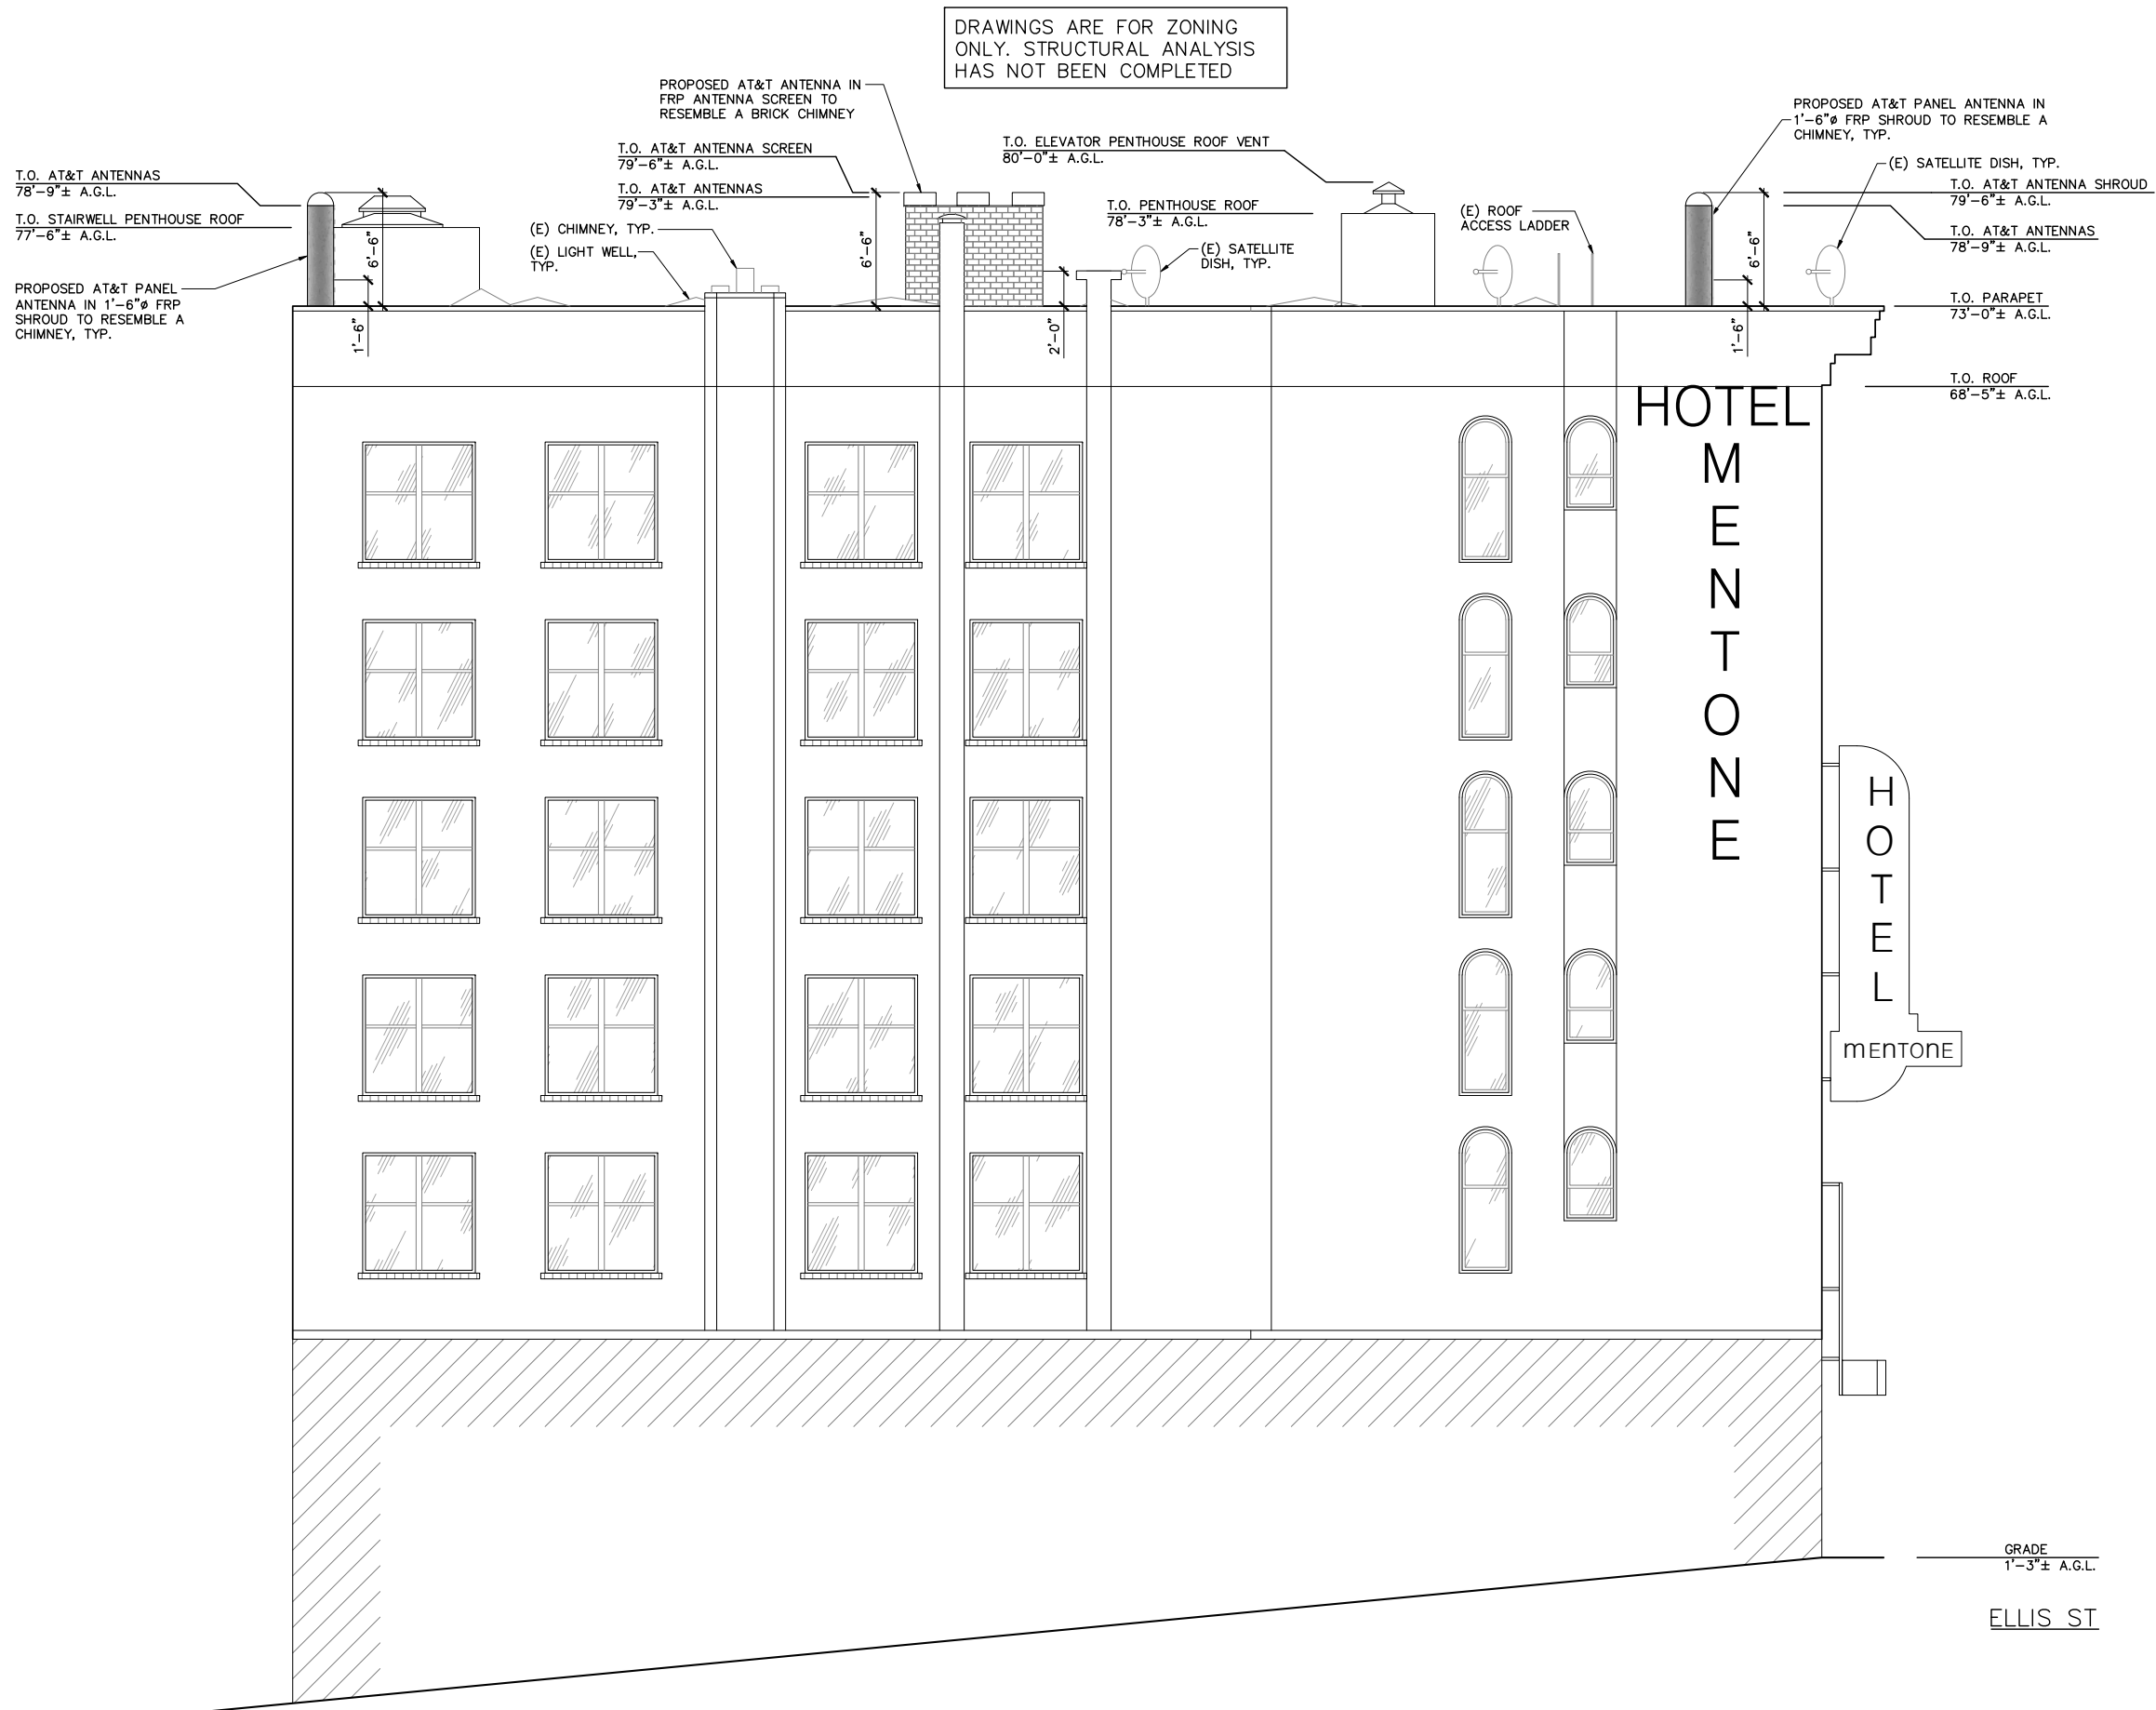 DRAWINGS ARE FOR ZONING
ONLY. STRUCTURAL ANALYSIS
HAS NOT BEEN COMPLETED
PROPOSED AT&T ANTENNA IN
FRP ANTENNA SCREEN TO
RESEMBLE A BRICK CHIMNEY
T.O. AT&T ANTENNA SCREEN
79'-6"± A.G.L.
T.O. AT&T ANTENNAS
79'-3"± A.G.L.
T.O. ELEVATOR PENTHOUSE ROOF VENT
80'-0"± A.G.L.
PROPOSED AT&T PANEL ANTENNA IN
1'-6"ø FRP SHROUD TO RESEMBLE A
CHIMNEY, TYP.
(E) SATELLITE DISH, TYP.
T.O. AT&T ANTENNAS
78'-9"± A.G.L.
T.O. STAIRWELL PENTHOUSE ROOF
77'-6"± A.G.L.
PROPOSED AT&T PANEL
ANTENNA IN 1'-6"ø FRP
SHROUD TO RESEMBLE A
CHIMNEY, TYP.
6'-6"
1'-6"
(E) CHIMNEY, TYP.
(E) LIGHT WELL,
TYP.
6'-6"
2'-0"
T.O. PENTHOUSE ROOF
78'-3"± A.G.L.
(E) SATELLITE
DISH, TYP.
(E) ROOF
ACCESS LADDER
6'-6"
1'-6"
T.O. AT&T ANTENNA SHROUD
79'-6"± A.G.L.
T.O. AT&T ANTENNAS
78'-9"± A.G.L.
T.O. PARAPET
73'-0"± A.G.L.
T.O. ROOF
68'-5"± A.G.L.
HOTEL
M
E
N
T
O
N
E
H
O
T
E
L
mEnTOnE
GRADE
1'-3"± A.G.L.
ELLIS ST